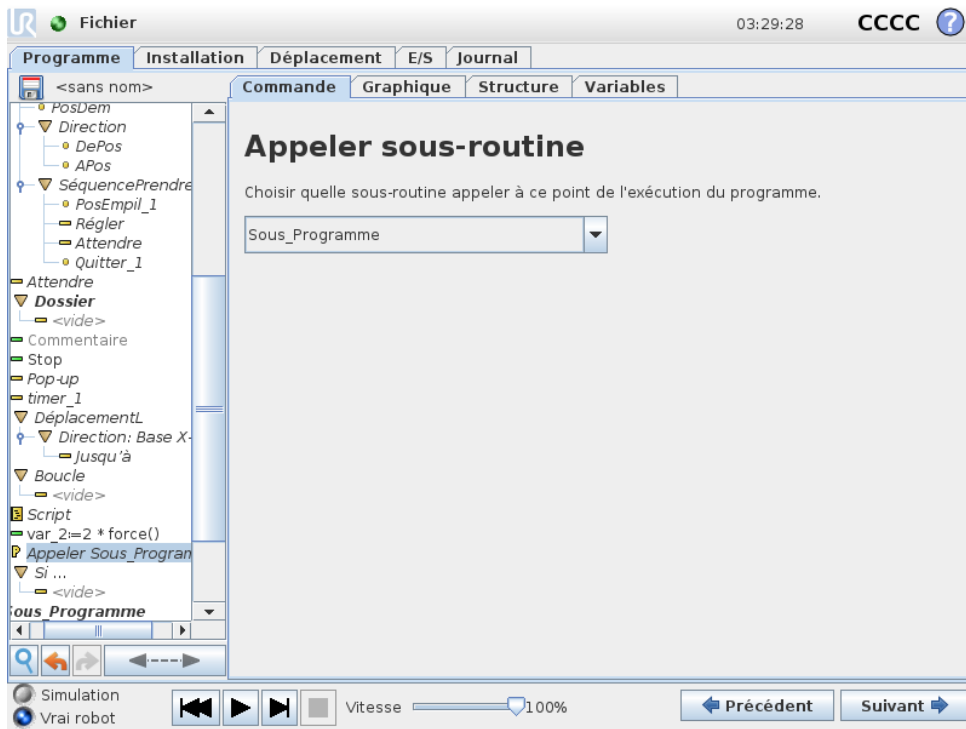 UR Fichier 03:29:28 CCCC ?
Programme Installation Déplacement E/S Journal
<sans nom>
Commande Graphique Structure Variables
PosDem
Direction
DePos
APos
SéquencePrendre
PosEmpil_1
Régler
Attendre
Quitter_1
Attendre
Dossier
<vide>
Commentaire
Stop
Pop-up
timer_1
DéplacementL
Direction: Base X-
Jusqu'à
Boucle
<vide>
Script
var_2:=2 * force()
Appeler Sous_Program
Si ...
<vide>
Sous_Programme
Appeler sous-routine
Choisir quelle sous-routine appeler à ce point de l'exécution du programme.
Sous_Programme
Simulation
Vrai robot
Vitesse 100%
Précédent Suivant